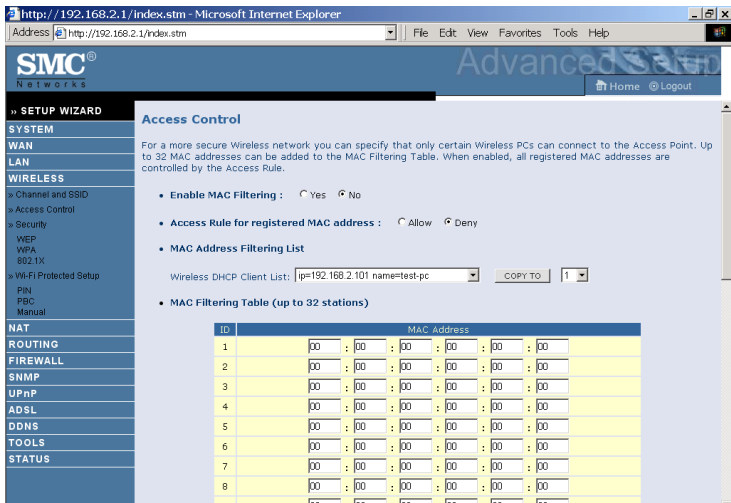 http://192.168.2.1/index.stm - Microsoft Internet Explorer
Address http://192.168.2.1/index.stm File Edit View Favorites Tools Help
SMC®
Networks
Advanced Setup
Home Logout
» SETUP WIZARD
SYSTEM
WAN
LAN
WIRELESS
» Channel and SSID
» Access Control
» Security
WEP
WPA
802.1X
» Wi-Fi Protected Setup
PIN
PBC
Manual
NAT
ROUTING
FIREWALL
SNMP
UPnP
ADSL
DDNS
TOOLS
STATUS
Access Control
For a more secure Wireless network you can specify that only certain Wireless PCs can connect to the Access Point. Up
to 32 MAC addresses can be added to the MAC Filtering Table. When enabled, all registered MAC addresses are
controlled by the Access Rule.
• Enable MAC Filtering : Yes No
• Access Rule for registered MAC address : Allow Deny
• MAC Address Filtering List
Wireless DHCP Client List: ip=192.168.2.101 name=test-pc COPY TO 1
• MAC Filtering Table (up to 32 stations)
ID MAC Address
1 00 : 00 : 00 : 00 : 00 : 00
2 00 : 00 : 00 : 00 : 00 : 00
3 00 : 00 : 00 : 00 : 00 : 00
4 00 : 00 : 00 : 00 : 00 : 00
5 00 : 00 : 00 : 00 : 00 : 00
6 00 : 00 : 00 : 00 : 00 : 00
7 00 : 00 : 00 : 00 : 00 : 00
8 00 : 00 : 00 : 00 : 00 : 00